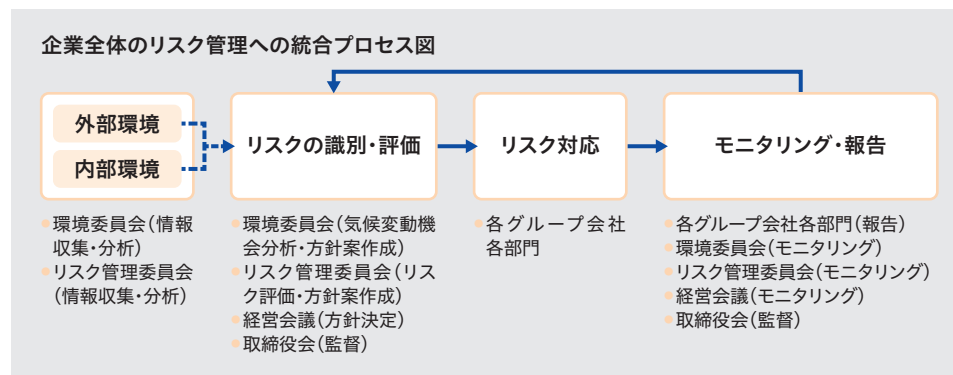 企業全体のリスク管理への統合プロセス図
外部環境
内部環境
リスクの識別・評価
リスク対応
モニタリング・報告
●環境委員会(情報
収集・分析)
●リスク管理委員会
(情報収集・分析)
●環境委員会(気候変動機
会分析・方針案作成)
●リスク管理委員会(リス
ク評価・方針案作成)
●経営会議(方針決定)
●取締役会(監督)
●各グループ会社
各部門
●各グループ会社各部門(報告)
●環境委員会(モニタリング)
●リスク管理委員会(モニタリング)
●経営会議(モニタリング)
●取締役会(監督)